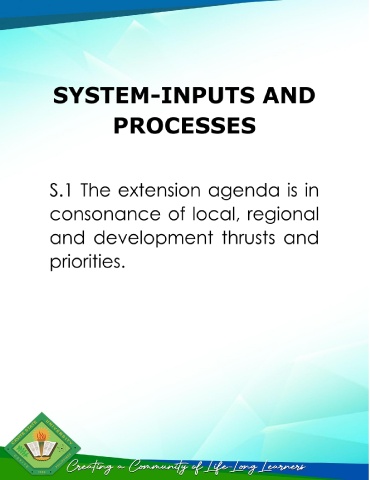 SYSTEM-INPUTS AND
PROCESSES
S.1 The extension agenda is in
consonance of local, regional
and development thrusts and
priorities.
Creating a Community of Life-Long Learners